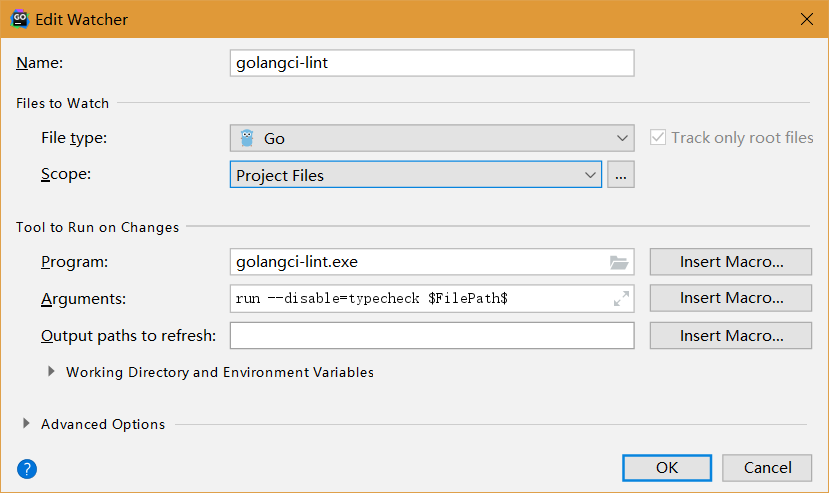 GO Edit Watcher
Name: golangci-lint
Files to Watch
File type: Go Track only root files
Scope: Project Files ...
Tool to Run on Changes
Program: golangci-lint.exe Insert Macro...
Arguments: run --disable=typecheck $FilePath$ Insert Macro...
Output paths to refresh: Insert Macro...
Working Directory and Environment Variables
Advanced Options
? OK Cancel